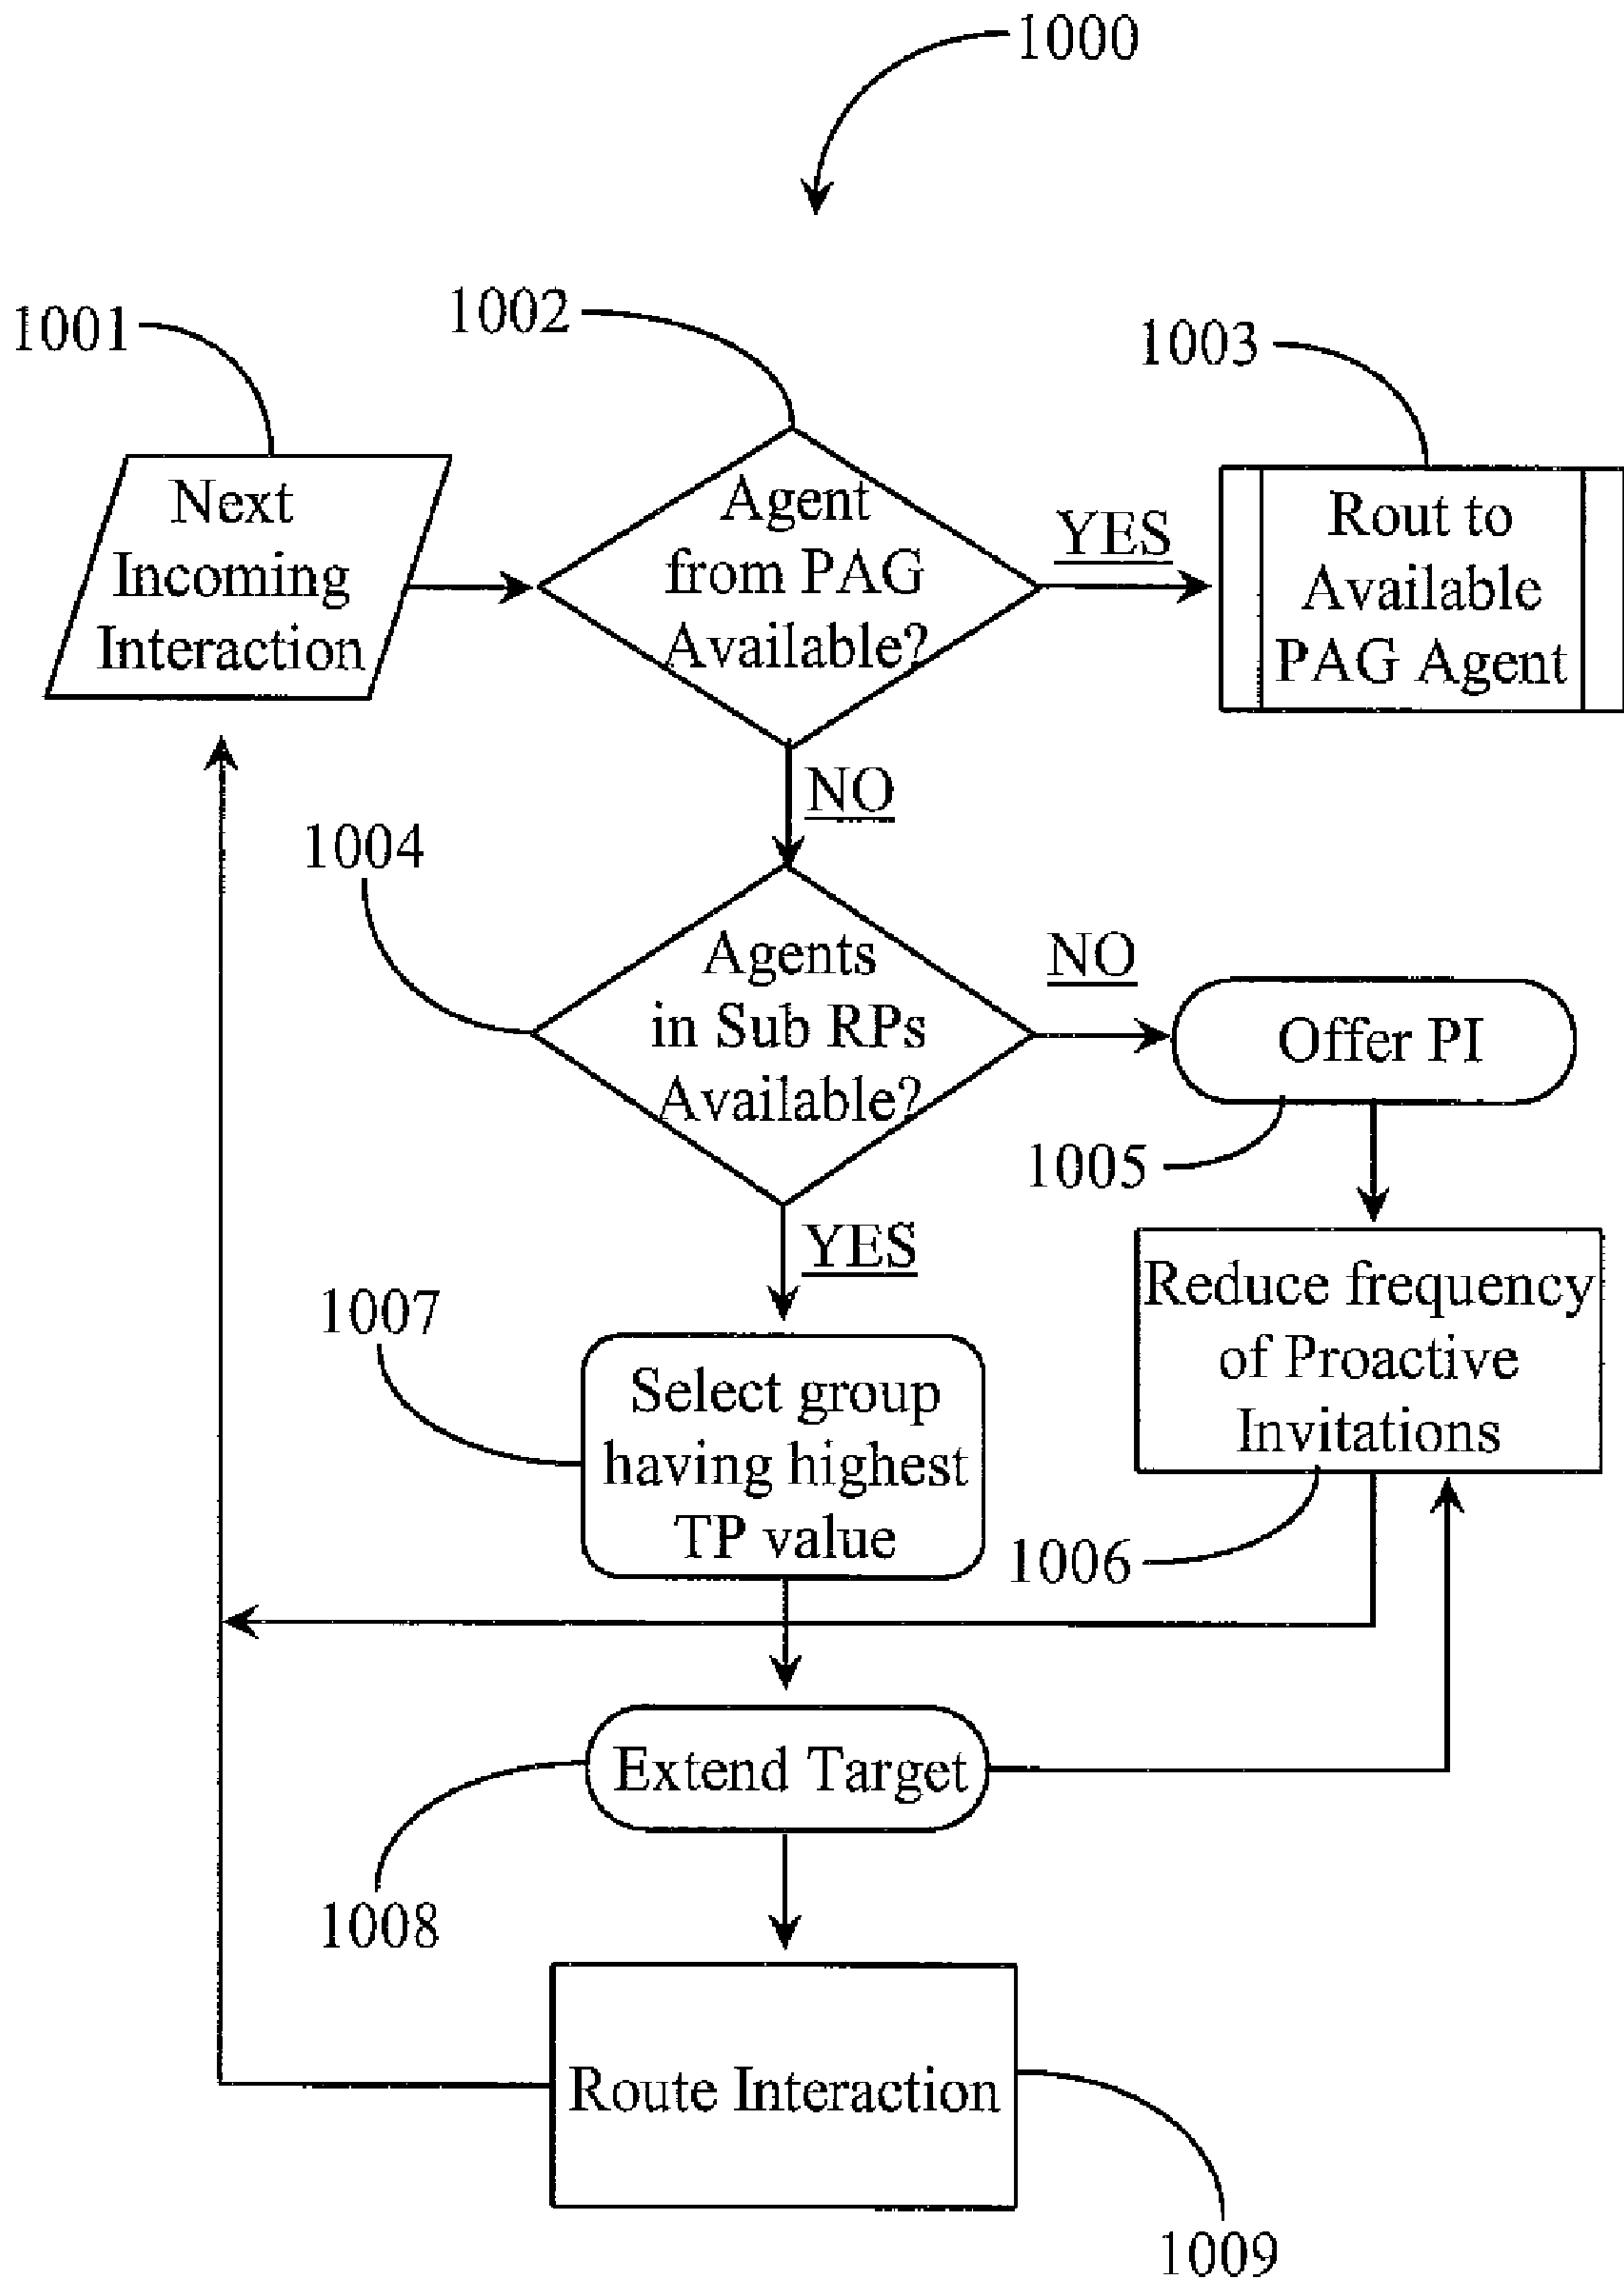 1000
1001
1002
1003
Next
Incoming
Interaction
Agent
from PAG
Available?
YES
Rout to
Available
PAG Agent
NO
1004
Agents
in Sub RPs
Available?
NO
Offer PI
1005
YES
Reduce frequency
of Proactive
Invitations
1006
1007
Select group
having highest
TP value
Extend Target
1008
Route Interaction
1009